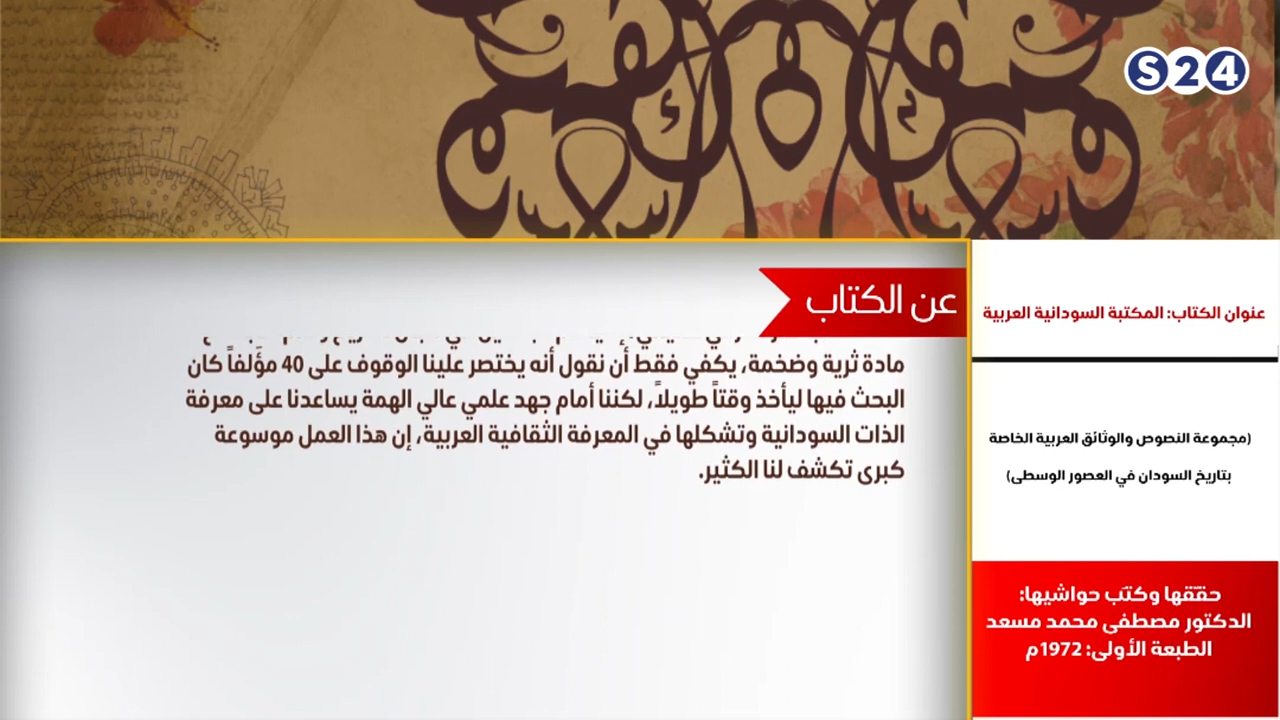 S24
عن الكتاب
مادة ثرية وضخمة، يكفي فقط أن نقول أنه يختصر علينا الوقوف على 40 مؤلفاً كان
البحث فيها ليأخذ وقتاً طويلاً، لكننا أمام جهد علمي عالي الهمة يساعدنا على معرفة
الذات السودانية وتشكلها في المعرفة الثقافية العربية، إن هذا العمل موسوعة
كبرى تكشف لنا الكثير.
عنوان الكتاب: المكتبة السودانية العربية
(مجموعة النصوص والوثائق العربية الخاصة
بتاريخ السودان في العصور الوسطى)
حققها وكتب حواشيها:
الدكتور مصطفى محمد مسعد
الطبعة الأولى: 1972م